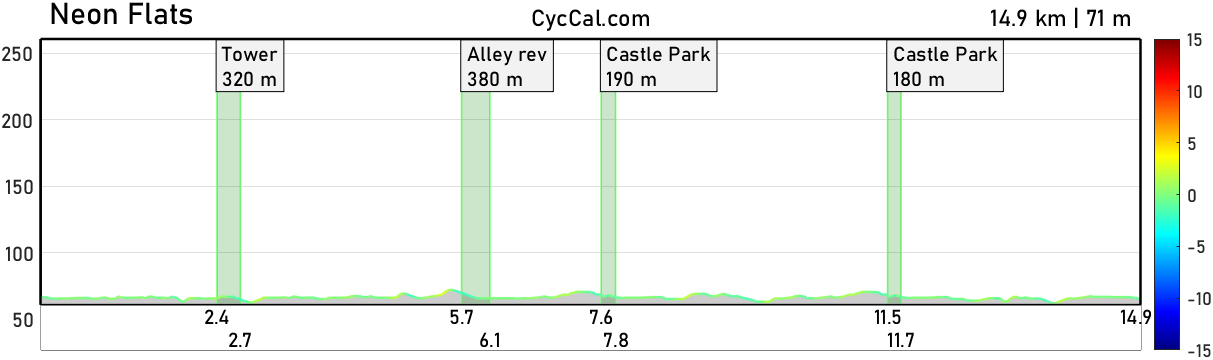 Neon Flats
CycCal.com
14.9 km | 71 m
Tower
320 m
Alley rev
380 m
Castle Park
190 m
Castle Park
180 m
250
200
150
100
50
2.4
5.7
7.6
11.5
14.9
2.7
6.1
7.8
11.7
15
10
5
0
-5
-10
-15